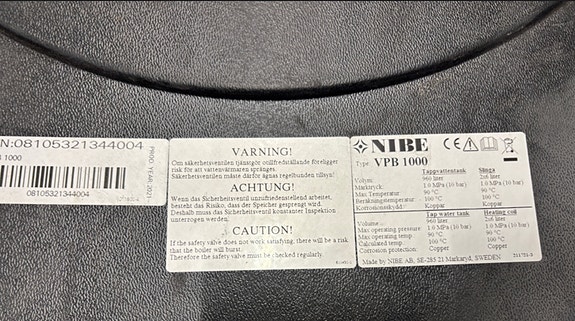 N:08105321344004
1000
08105321344004
PROD. YEAR: 2021
VARNING!
Om säkerhetsventilen tjänstgör otillfredställande föreligger
risk för att vattenvärmaren spränges.
Säkerhetsventilen måste därför ägnas regelbunden tillsyn!
ACHTUNG!
Wenn das Sicherheitsventil unzufriedenstellend arbeitet,
besteht das Risiko, dass der Speicher gesprengt wird.
Deshalb muss das Sicherheitsventil konstanter Inspektion
unterzogen werden.
CAUTION!
If the safety valve does not work satisfying, there will be a risk
that the boiler will burst.
Therefore the safety valve must be checked regularly.
NIBE CE
Type VPB 1000
Tappvattentank Slinga
Volym: 960 liter 2x6 liter
Marktryck: 1.0 MPa (10 bar) 1.0 MPa (10 bar)
Max Temperatur 90 °C 90 °C
Beräkningstemperatur: 100 °C 100 °C
Korrosionsskydd: Koppar Koppar
Tap water tank Heating coil
Volume: 960 liter 2x6 liter
Max operating pressure 1.0 MPa (10 bar) 1.0 MPa (10 bar)
Max operating temp: 90 °C 90 °C
Calculated temp. 100 °C 100 °C
Corrosion protection: Copper Copper
Made by NIBE AB, SE-285 21 Markaryd, SWEDEN